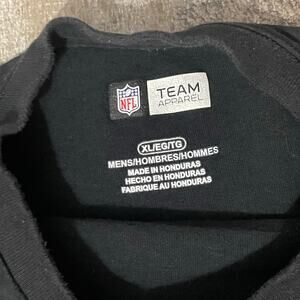 NFL
TEAM
APPAREL
XL/EG/TG
MENS/HOMBRES/HOMMES
MADE IN HONDURAS
HECHO EN HONDURAS
FABRIQUE AU HONDURAS